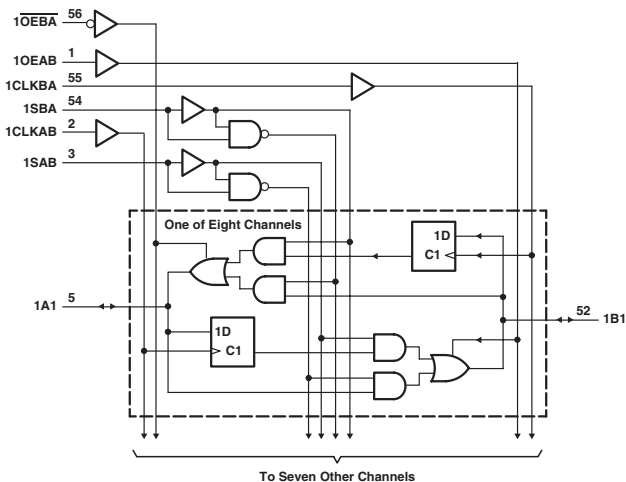 1OEBA 56
1OEAB 1
1CLKBA 55
1SBA 54
1CLKAB 2
1SAB 3
One of Eight Channels
1D
C1
1A1 5
52 1B1
1D
C1
To Seven Other Channels